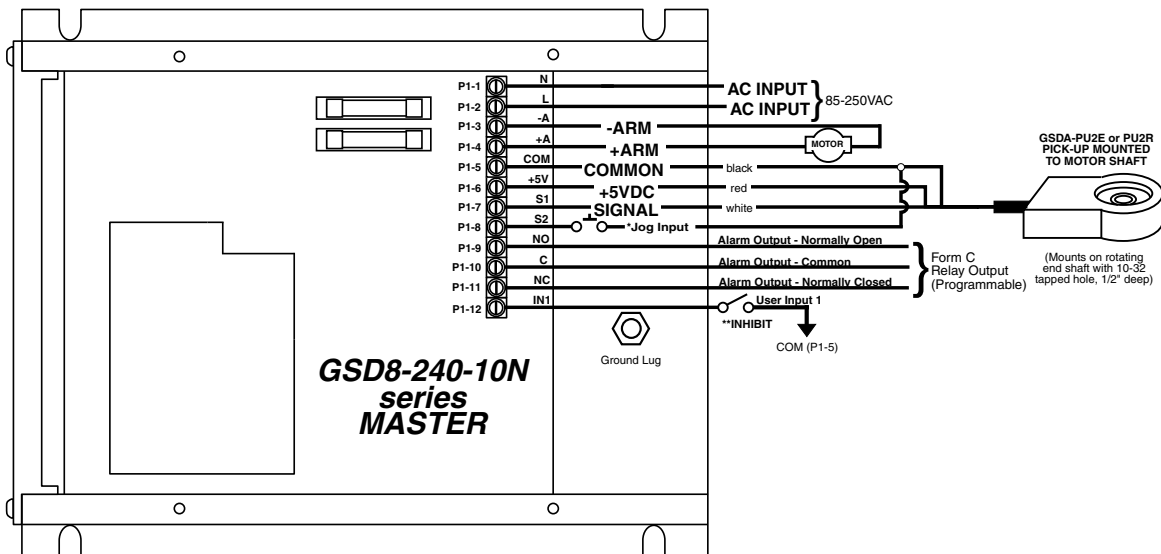 P1-1 N AC INPUT
P1-2 L AC INPUT
85-250VAC
P1-3 -A -ARM
P1-4 +A +ARM
MOTOR
P1-5 COM COMMON black
P1-6 +5V +5VDC red
P1-7 S1 SIGNAL white
P1-8 S2 *Jog Input
P1-9 NO Alarm Output - Normally Open
P1-10 C Alarm Output - Common
P1-11 NC Alarm Output - Normally Closed
P1-12 IN1 User Input 1
**INHIBIT
COM (P1-5)
Form C
Relay Output
(Programmable)
GSDA-PU2E or PU2R
PICK-UP MOUNTED
TO MOTOR SHAFT
(Mounts on rotating
end shaft with 10-32
tapped hole, 1/2" deep)
Ground Lug
GSD8-240-10N
series
MASTER